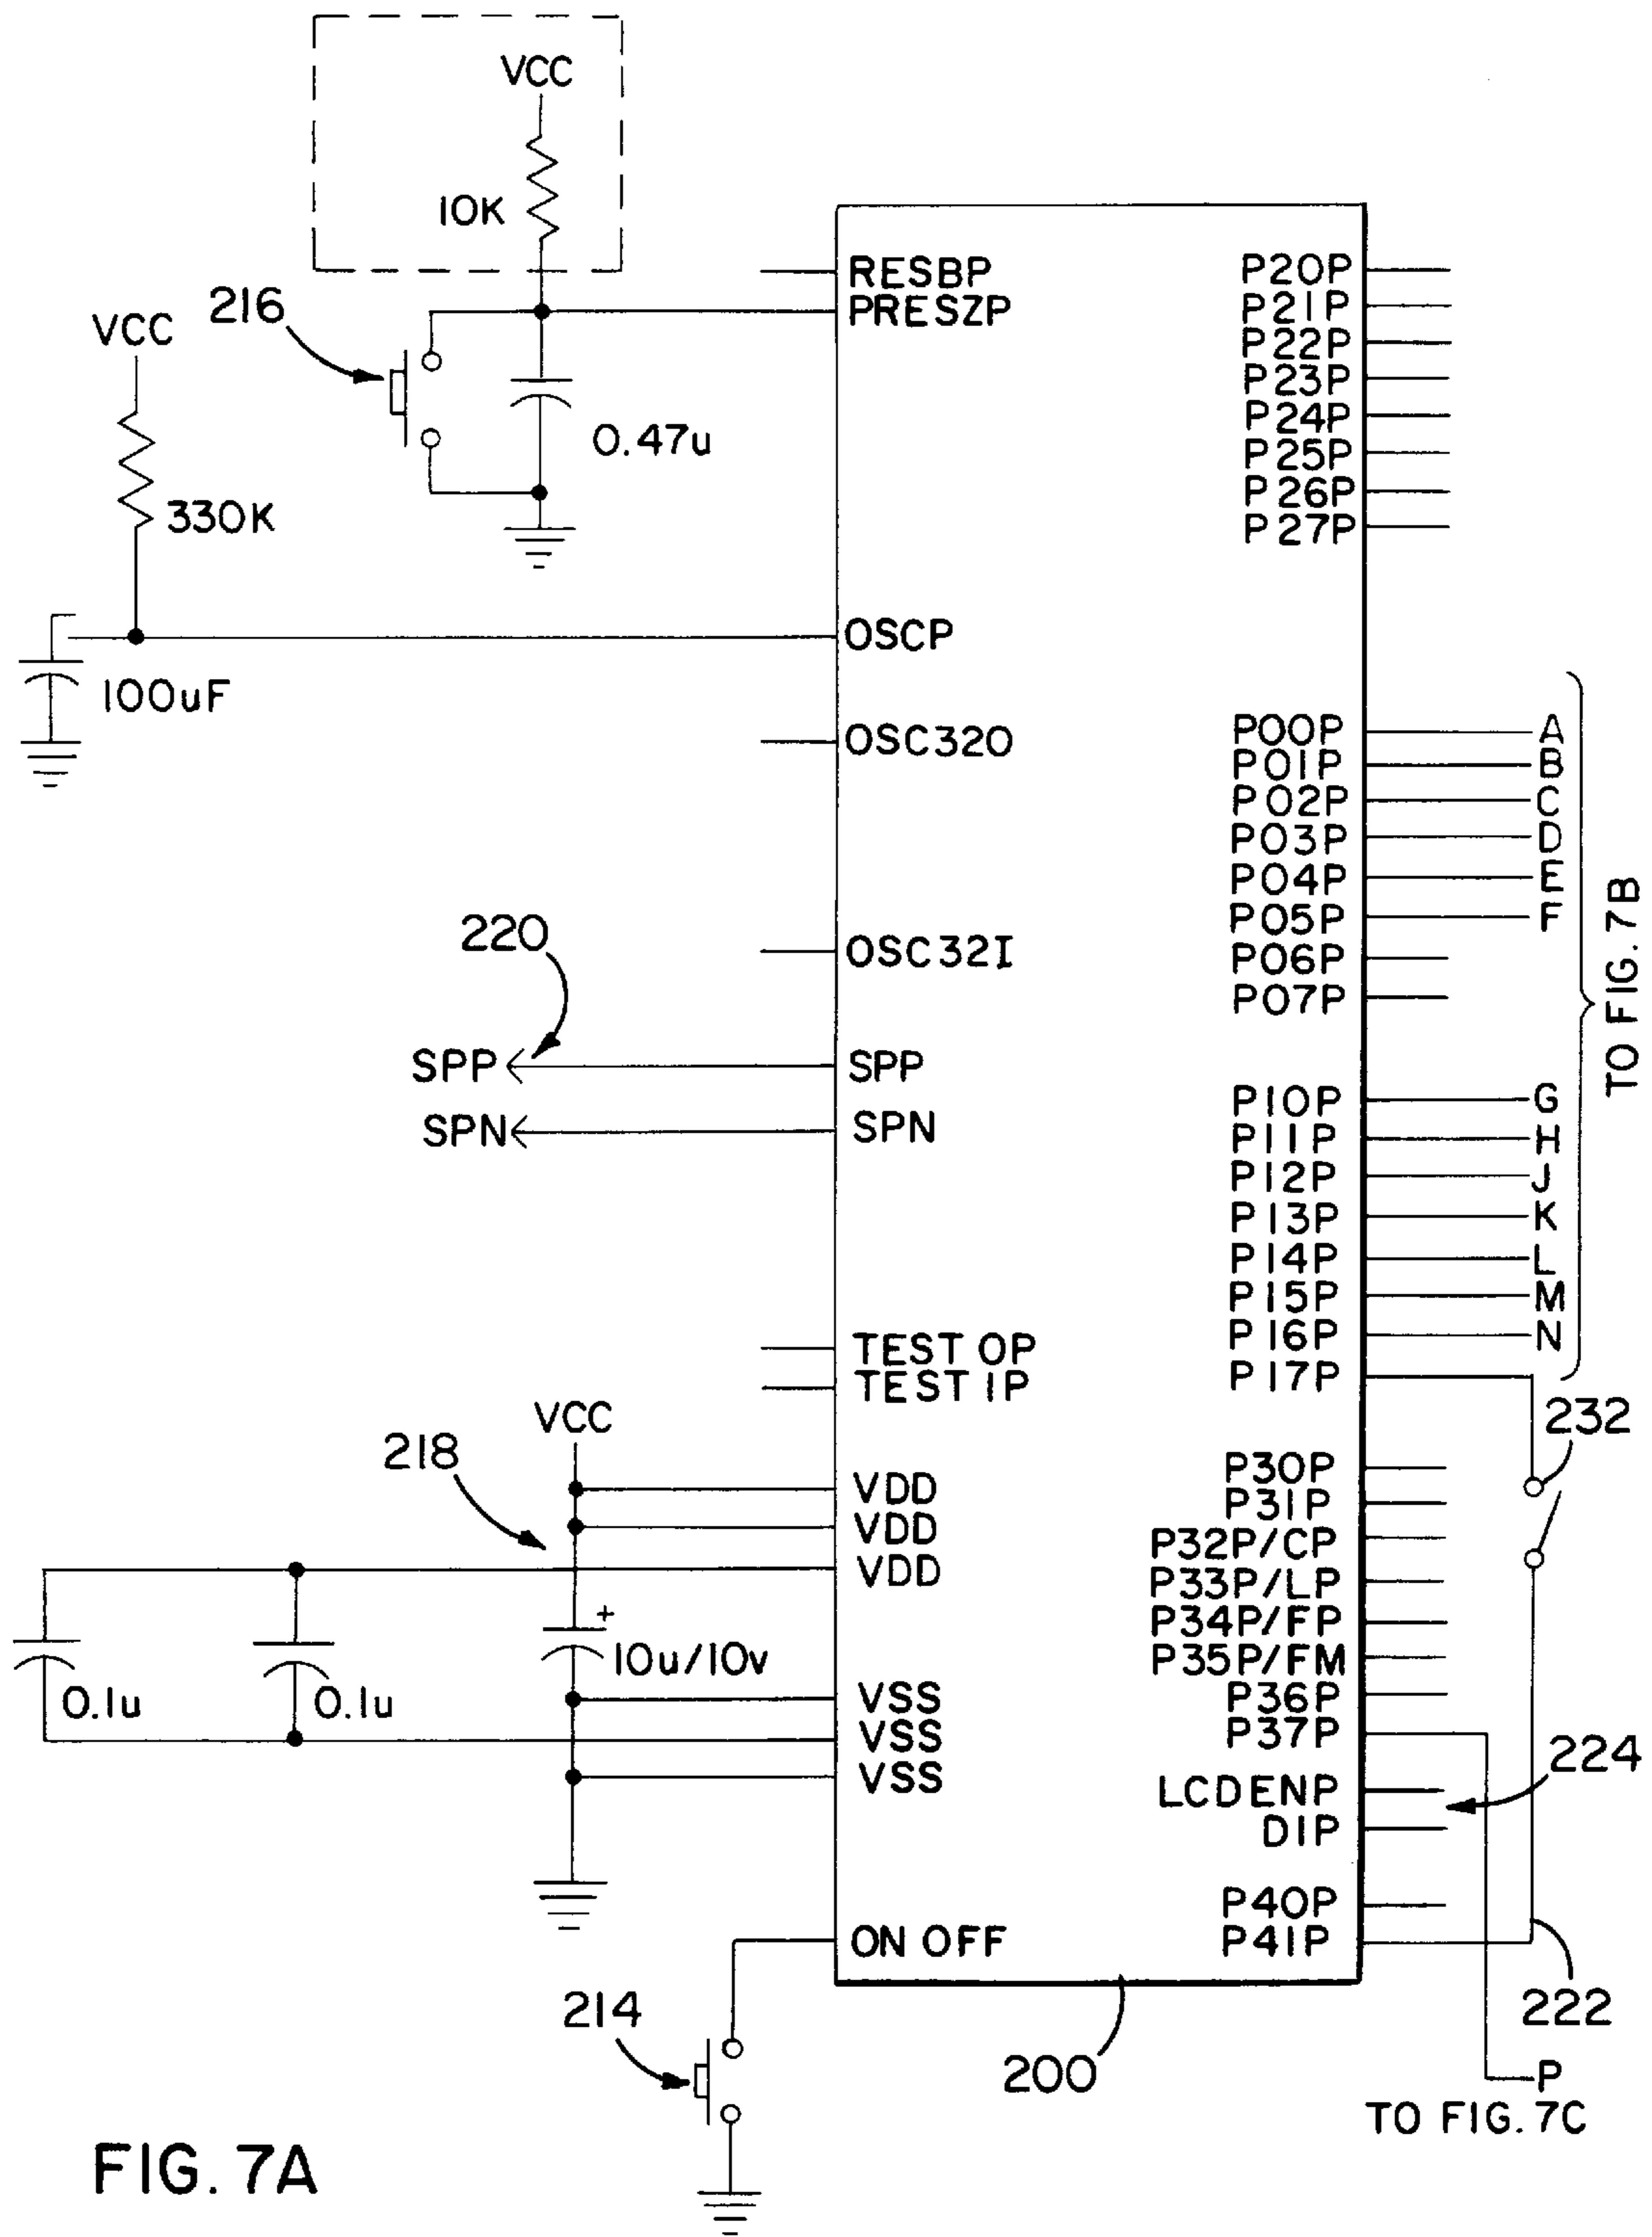 VCC
10K
216
VCC
0.47u
330K
100uF
RESBP
PRESZP
OSCP
OSC320
OSC32I
220
SPP
SPP
SPN
SPN
TEST OP
TEST IP
VCC
218
VDD
VDD
VDD
+
10u/10v
0.1u
0.1u
VSS
VSS
VSS
ON OFF
214
200
P20P
P21P
P22P
P23P
P24P
P25P
P26P
P27P
P00P A
P01P B
P02P C
P03P D
P04P E
P05P F
P06P
P07P
TO FIG. 7B
P10P G
P11P H
P12P J
P13P K
P14P L
P15P M
P16P N
P17P
232
P30P
P31P
P32P/CP
P33P/LP
P34P/FP
P35P/FM
P36P
P37P
224
LCDENP
DIP
P40P
P41P
222
P
TO FIG. 7C
FIG. 7A